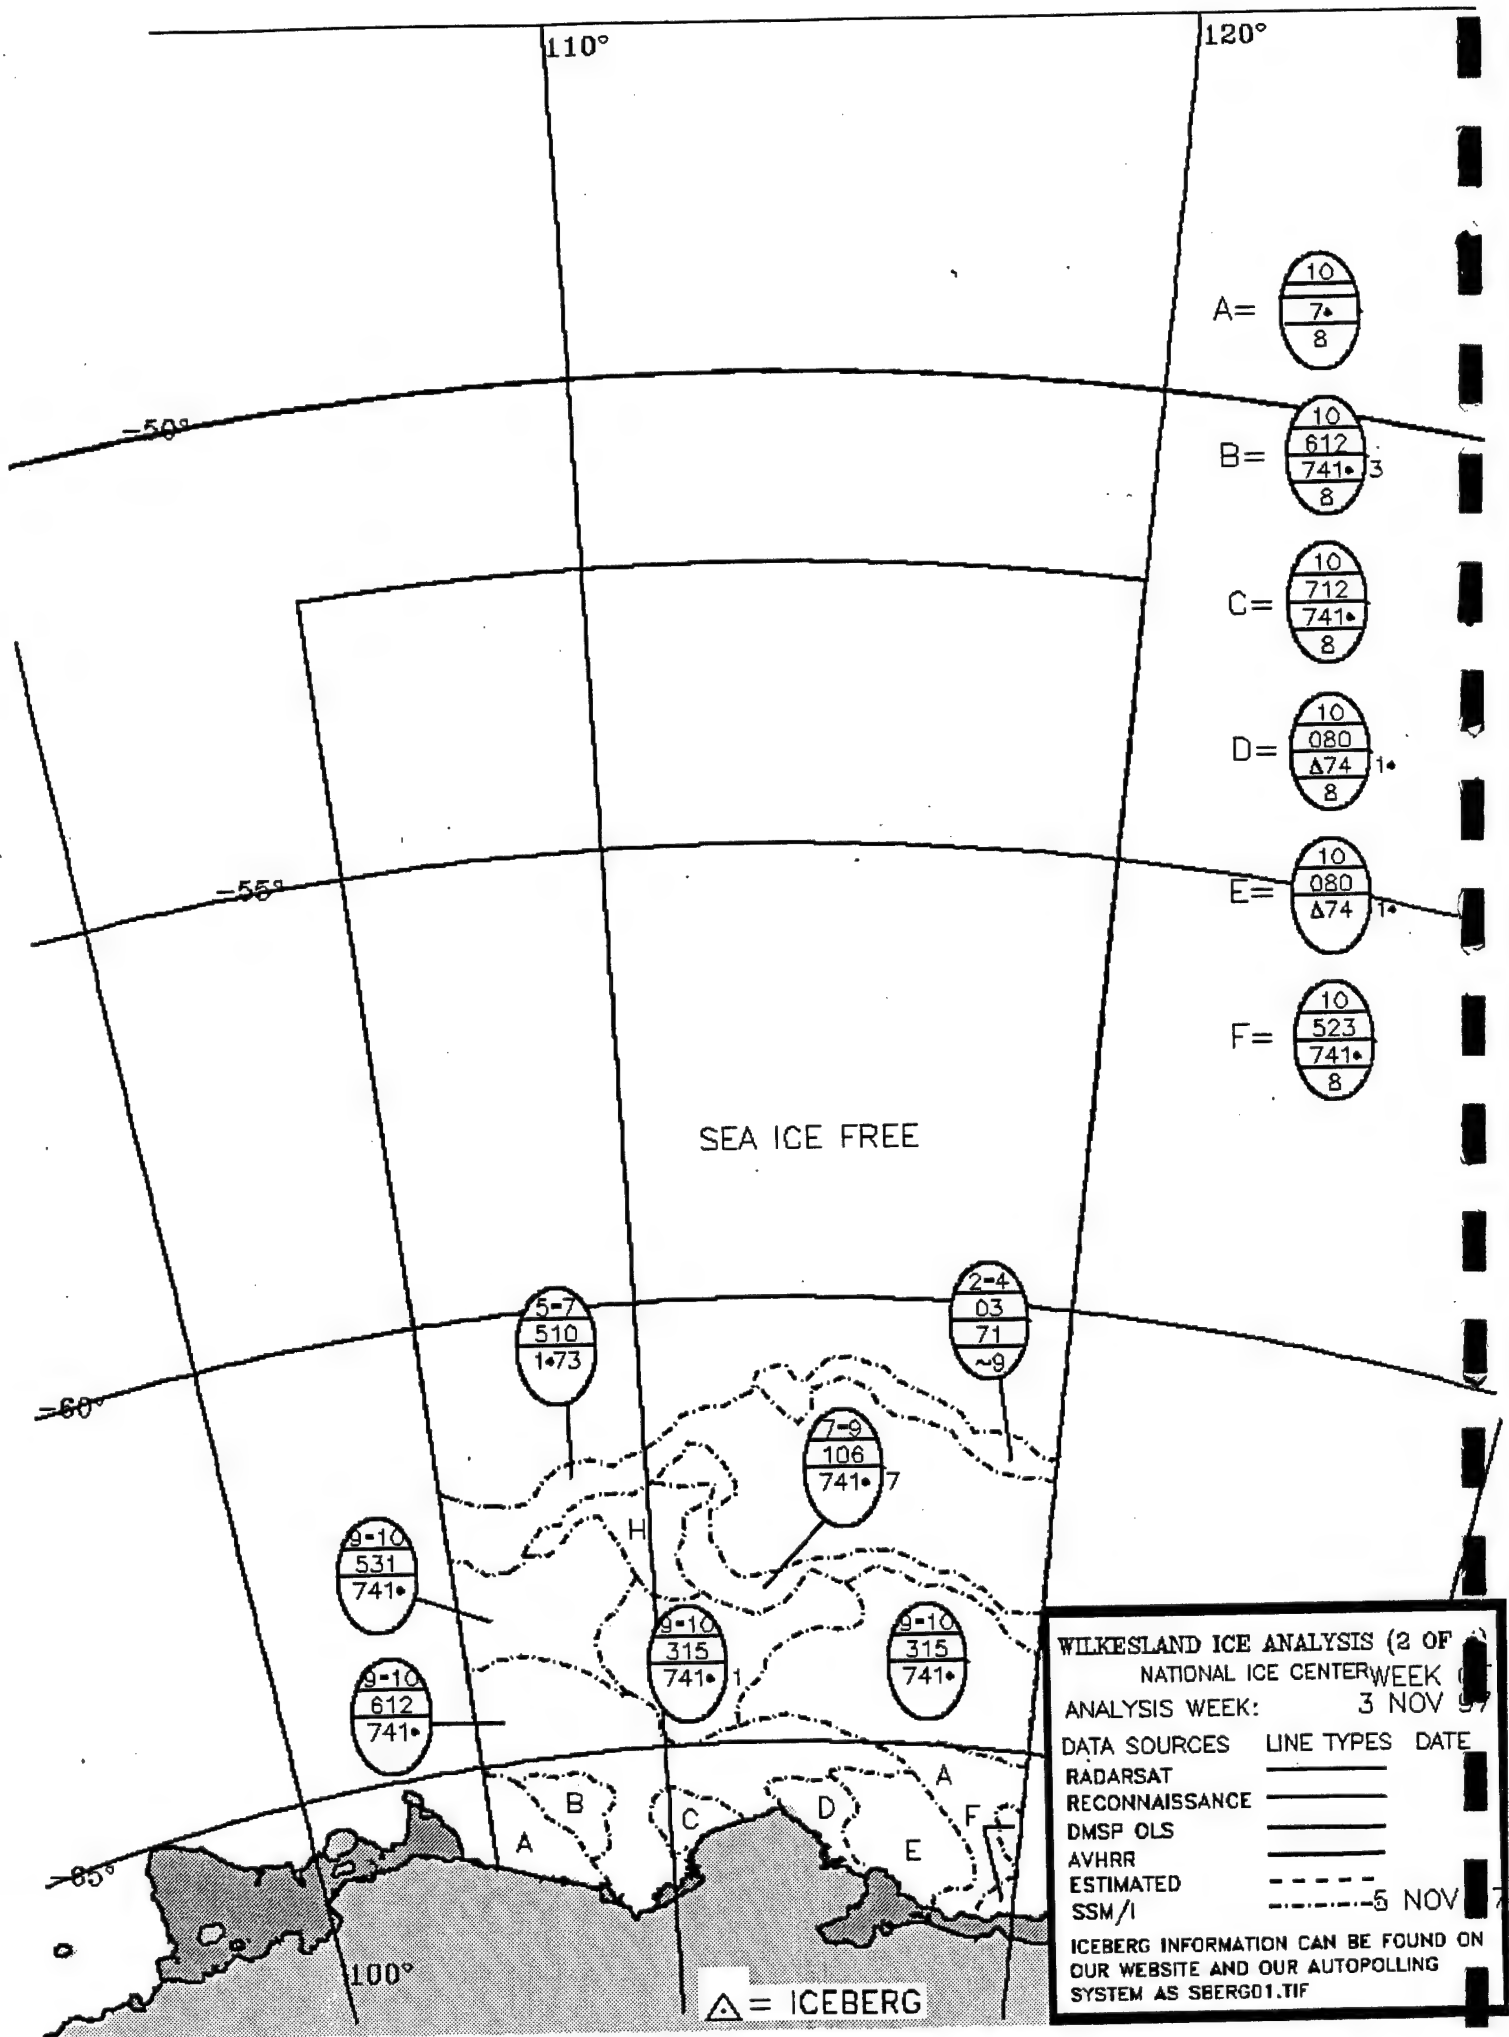 110°
120°
A=
10
7•
8
-50°
B=
10
612
741• 3
8
C=
10
712
741•
8
D=
10
080
Δ74 1•
8
-55°
E=
10
080
Δ74 1•
F=
10
523
741•
8
SEA ICE FREE
5-7
510
1•73
2-4
03
71
~9
-60°
7-9
106
741• 7
H
9-10
531
741•
9-10
315
741• 1
9-10
315
741•
9-10
612
741•
A
B
C
D
A
E
F
-65°
100°
△ = ICEBERG
WILKESLAND ICE ANALYSIS (2 OF
NATIONAL ICE CENTER WEEK
ANALYSIS WEEK: 3 NOV 97
DATA SOURCES LINE TYPES DATE
RADARSAT
RECONNAISSANCE
DMSP OLS
AVHRR
ESTIMATED
SSM/I 5 NOV
ICEBERG INFORMATION CAN BE FOUND ON
OUR WEBSITE AND OUR AUTOPOLLING
SYSTEM AS SBERG01.TIF